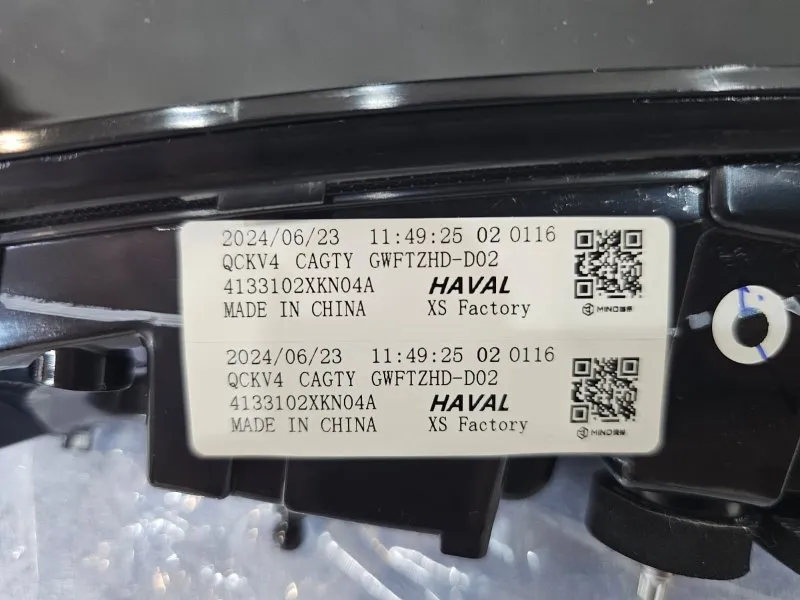 2024/06/23 11:49:25 02 0116
QCKV4 CAGTY GWFTZHD-D02
4133102XKN04A HAVAL
MADE IN CHINA XS Factory
MIND
2024/06/23 11:49:25 02 0116
QCKV4 CAGTY GWFTZHD-D02
4133102XKN04A HAVAL
MADE IN CHINA XS Factory
MIND